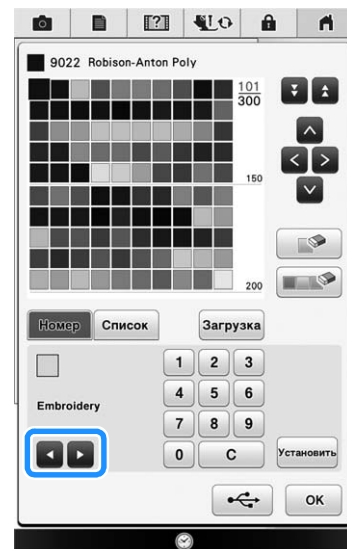 9022 Robison-Anton Poly
101
300
150
200
Номер Список Загрузка
1 2 3
Embroidery
4 5 6
7 8 9
0 C Установить
OK